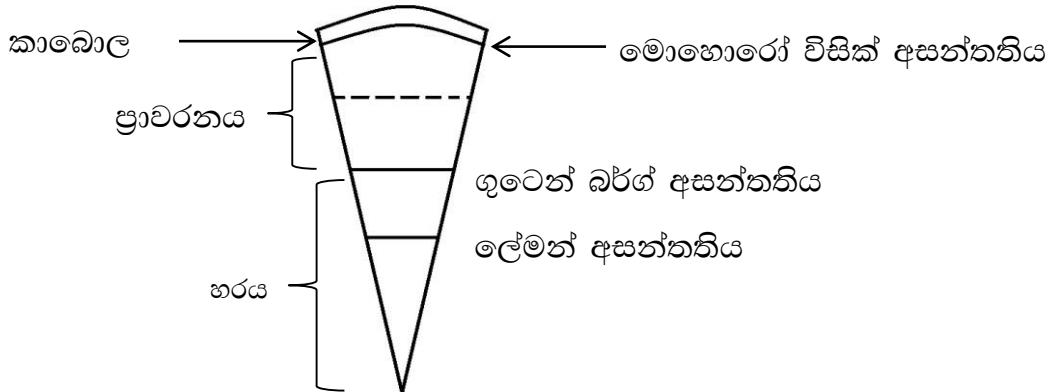 කාබොල
මොහොරෝ විසික් අසන්තතිය
ප්‍රාවරනය
ගුටෙන් බර්ග් අසන්තතිය
ලේමන් අසන්තතිය
හරය